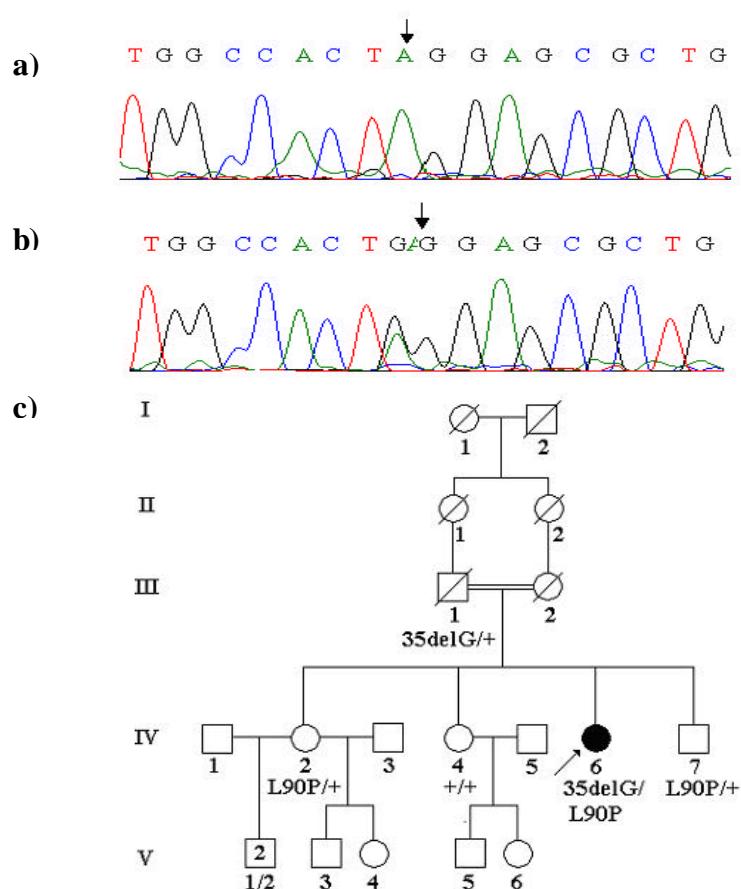 a)
T G G C C A C T A G G A G C G C T G
b)
T G G C C A C T G A G G A G C G C T G
c)
I
1 2
II
1 2
III
1 2
35delG/+
IV
1 2 3 4 5 6 7
L90P/+ +/+ 35delG/ L90P/+
L90P
V
2
1/2 3 4 5 6